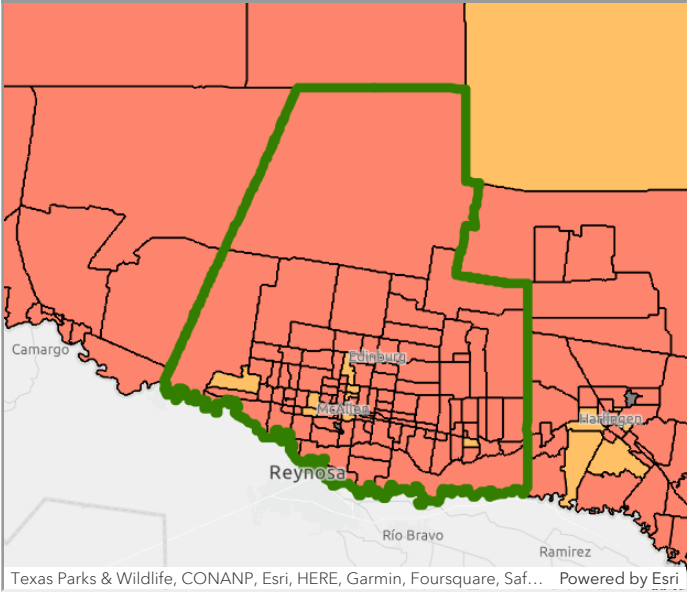 Camargo
Edinburg
McAllen
Harlingen
Reynosa
Río Bravo
Ramirez
Texas Parks & Wildlife, CONANP, Esri, HERE, Garmin, Foursquare, Saf... Powered by Esri